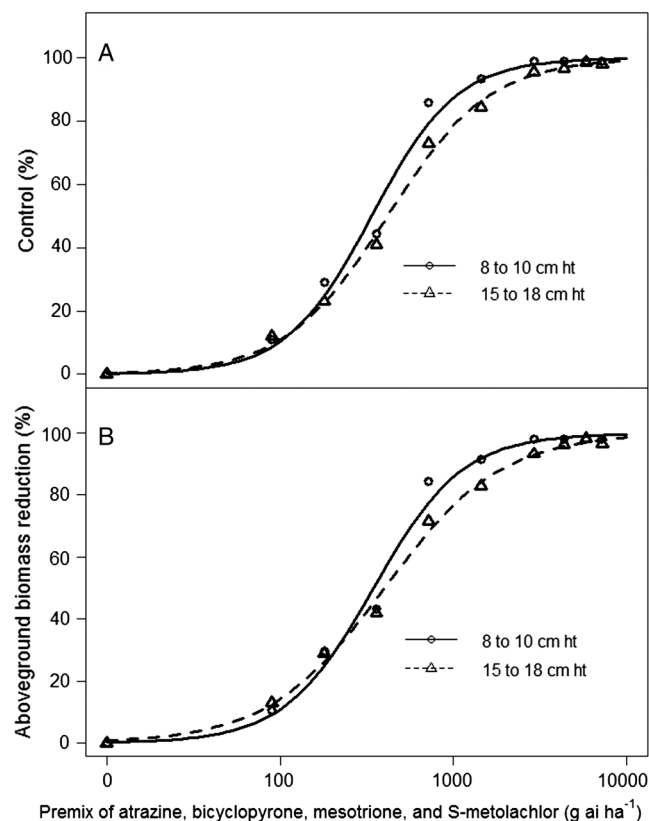 A
100
80
60
40
20
0
Control (%)
8 to 10 cm ht
15 to 18 cm ht
B
100
80
60
40
20
0
Aboveground biomass reduction (%)
8 to 10 cm ht
15 to 18 cm ht
0 100 1000 10000
Premix of atrazine, bicyclopyrone, mesotrione, and S-metolachlor (g ai ha⁻¹)